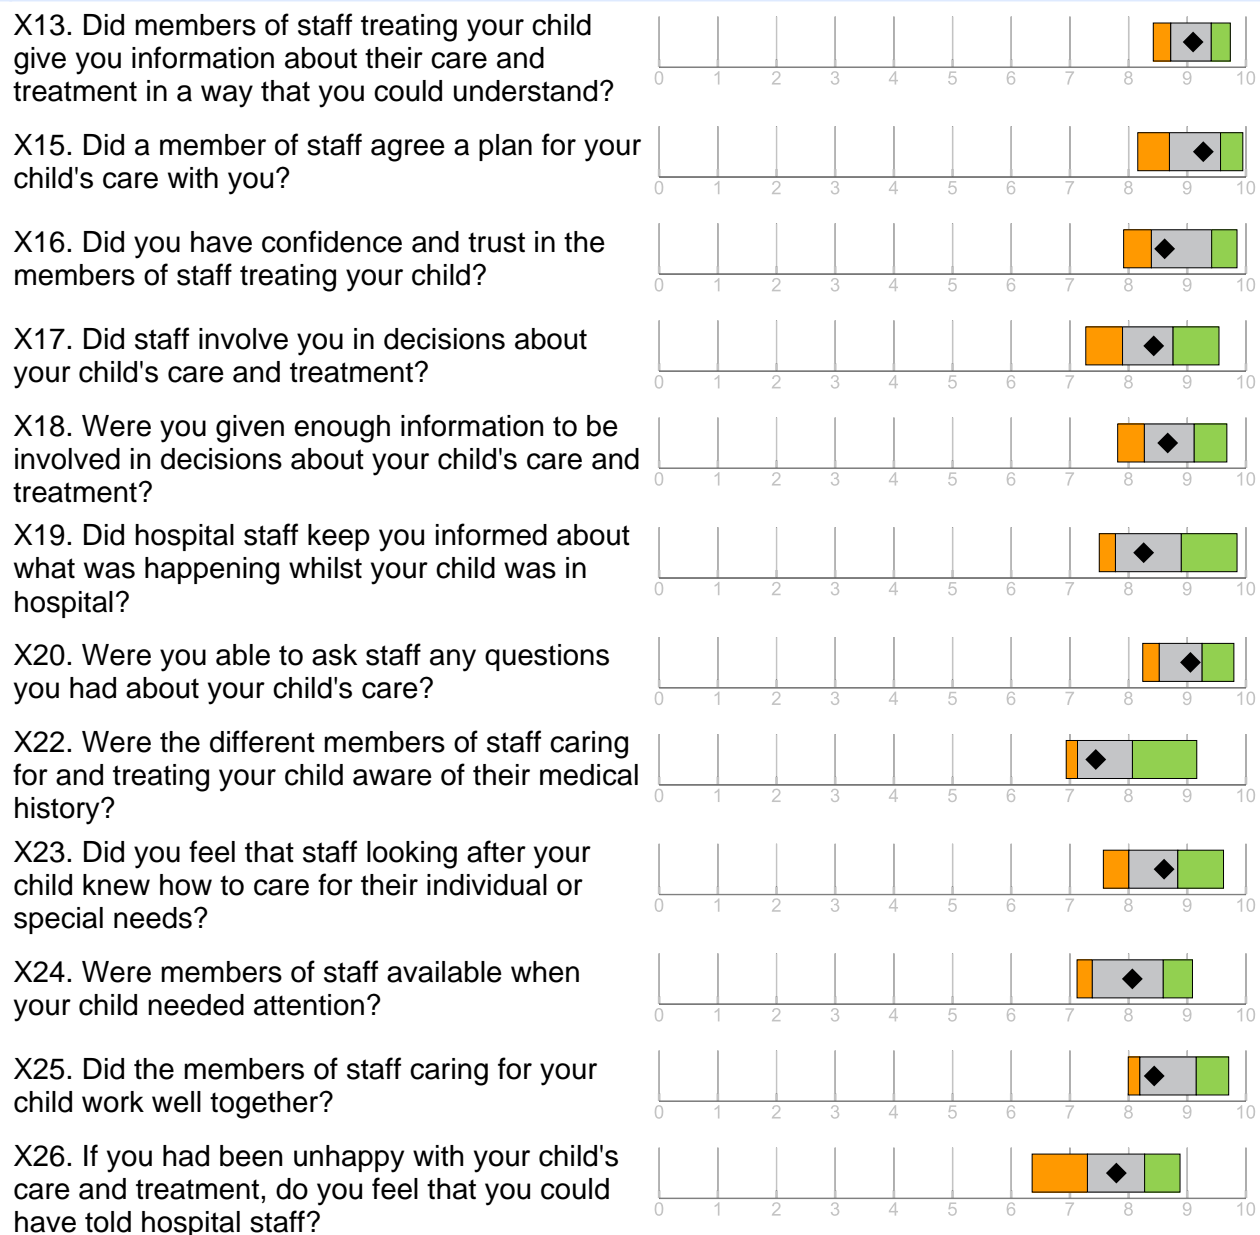 X13. Did members of staff treating your child
give you information about their care and
treatment in a way that you could understand?
0 1 2 3 4 5 6 7 8 9 10
X15. Did a member of staff agree a plan for your
child's care with you?
0 1 2 3 4 5 6 7 8 9 10
X16. Did you have confidence and trust in the
members of staff treating your child?
0 1 2 3 4 5 6 7 8 9 10
X17. Did staff involve you in decisions about
your child's care and treatment?
0 1 2 3 4 5 6 7 8 9 10
X18. Were you given enough information to be
involved in decisions about your child's care and
treatment?
0 1 2 3 4 5 6 7 8 9 10
X19. Did hospital staff keep you informed about
what was happening whilst your child was in
hospital?
0 1 2 3 4 5 6 7 8 9 10
X20. Were you able to ask staff any questions
you had about your child's care?
0 1 2 3 4 5 6 7 8 9 10
X22. Were the different members of staff caring
for and treating your child aware of their medical
history?
0 1 2 3 4 5 6 7 8 9 10
X23. Did you feel that staff looking after your
child knew how to care for their individual or
special needs?
0 1 2 3 4 5 6 7 8 9 10
X24. Were members of staff available when
your child needed attention?
0 1 2 3 4 5 6 7 8 9 10
X25. Did the members of staff caring for your
child work well together?
0 1 2 3 4 5 6 7 8 9 10
X26. If you had been unhappy with your child's
care and treatment, do you feel that you could
have told hospital staff?
0 1 2 3 4 5 6 7 8 9 10